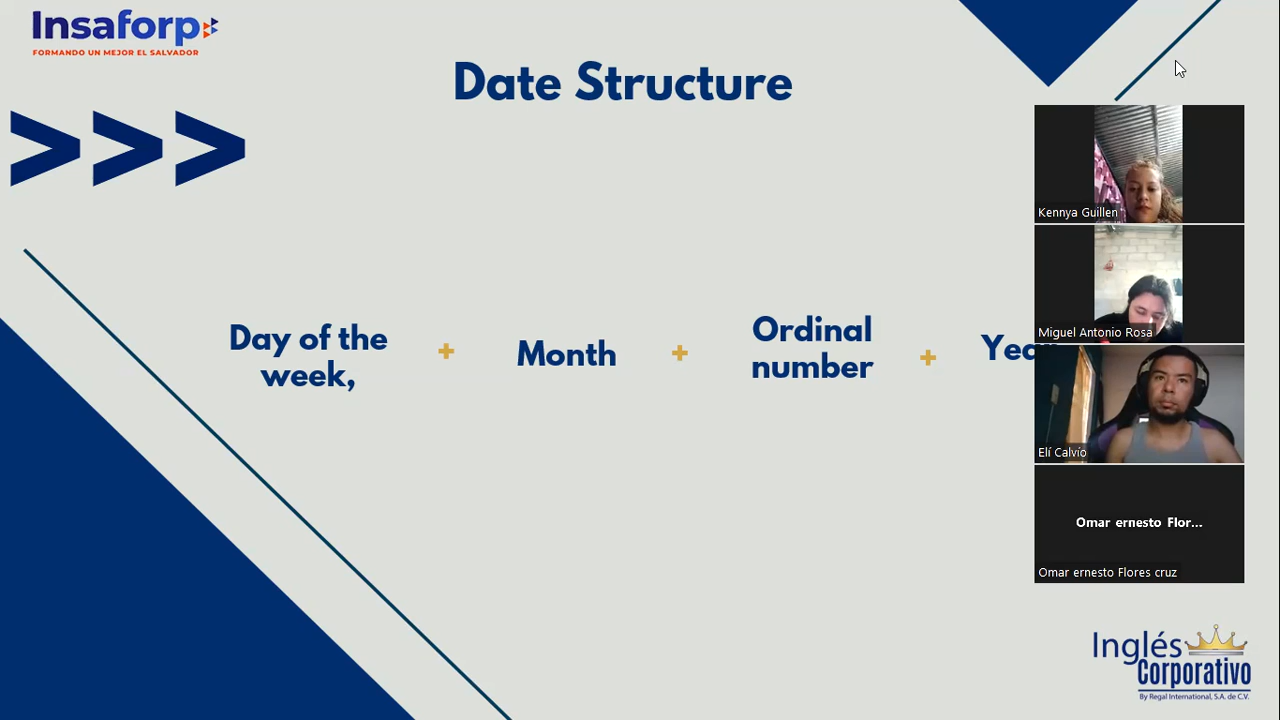 Insaforp
FORMANDO UN MEJOR EL SALVADOR
Date Structure
>>>
Day of the
week,
+
Month
+
Ordinal
number
+
Kennya Guillen
Miguel Antonio Rosa
Elí Calvío
Omar ernesto Flor...
Omar ernesto Flores cruz
Inglés
Corporativo
By Regal International, S.A. de C.V.